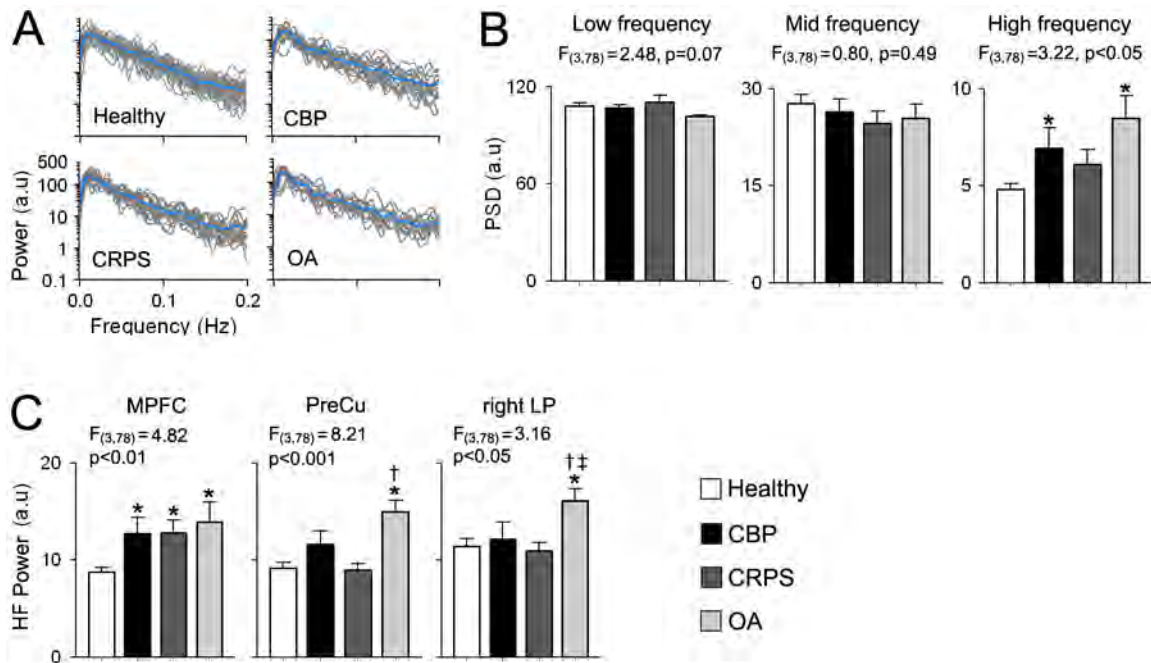 A
Healthy
CBP
500
100
10
1
0.1
Power (a.u)
CRPS
OA
0.0
0.1
0.2
Frequency (Hz)
B
Low frequency
Mid frequency
High frequency
F(3,78)=2.48, p=0.07
F(3,78)=0.80, p=0.49
F(3,78)=3.22, p<0.05
PSD (a.u)
120
60
0
30
15
0
10
5
0
*
*
C
MPFC
PreCu
right LP
F(3,78)=4.82
p<0.01
F(3,78)=8.21
p<0.001
F(3,78)=3.16
p<0.05
HF Power (a.u)
20
10
0
* * *
†
*
†‡
*
Healthy
CBP
CRPS
OA